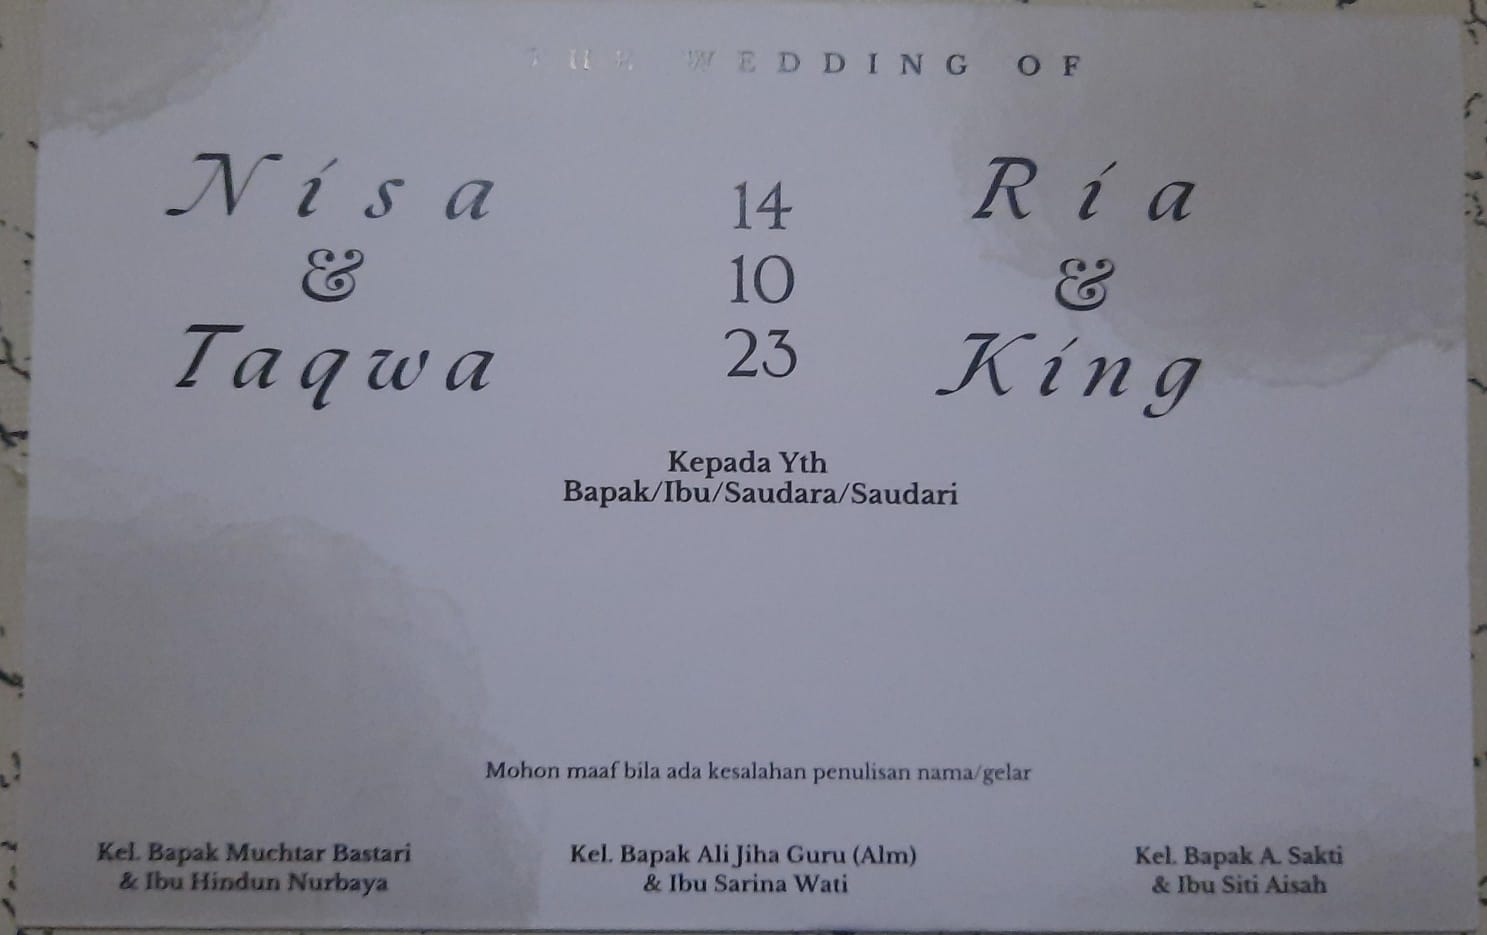 THE WEDDING OF
Nisa
&
Taqwa
14
10
23
Ria
&
King
Kepada Yth
Bapak/Ibu/Saudara/Saudari
Mohon maaf bila ada kesalahan penulisan nama/gelar
Kel. Bapak Muchtar Bastari
& Ibu Hindun Nurbaya
Kel. Bapak Ali Jiha Guru (Alm)
& Ibu Sarina Wati
Kel. Bapak A. Sakti
& Ibu Siti Aisah